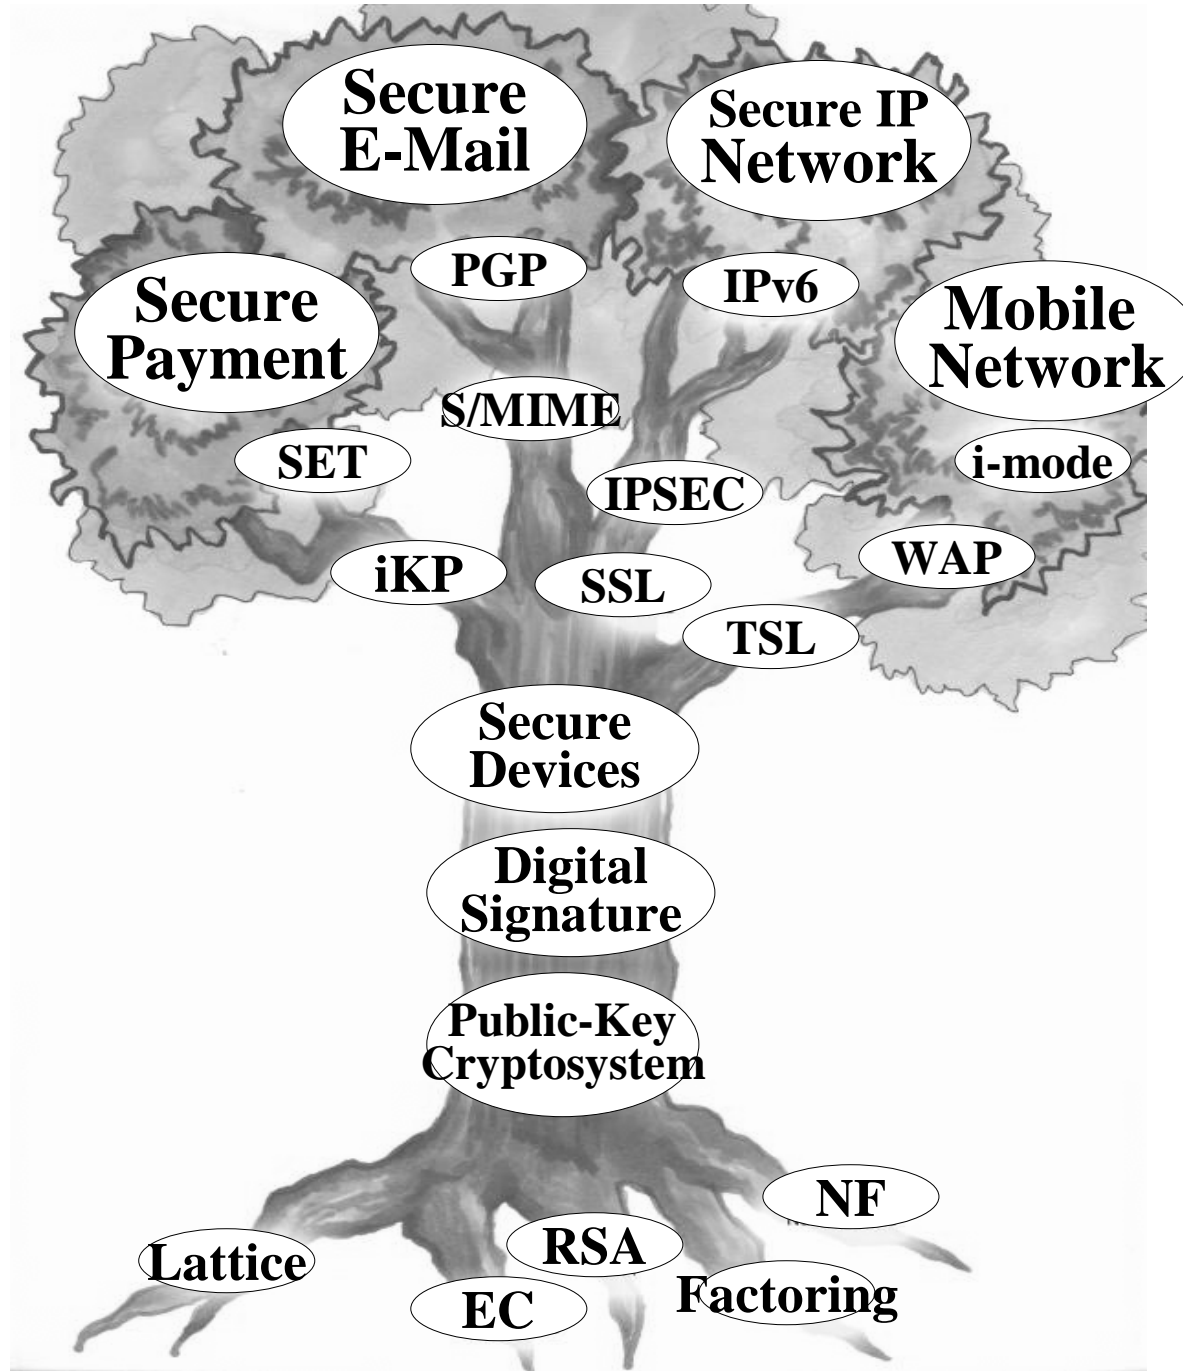 Secure
E-Mail
Secure IP
Network
PGP
IPv6
Secure
Payment
Mobile
Network
S/MIME
SET
i-mode
IPSEC
iKP
SSL
WAP
TSL
Secure
Devices
Digital
Signature
Public-Key
Cryptosystem
NF
Lattice
RSA
Factoring
EC